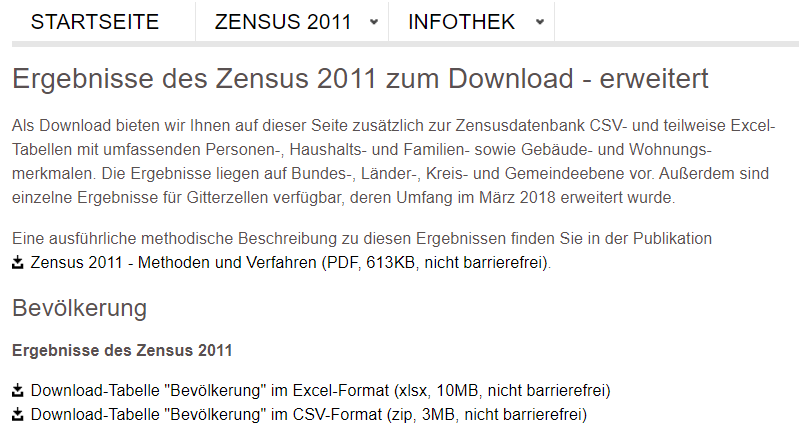 STARTSEITE ZENSUS 2011 INFOTHEK
Ergebnisse des Zensus 2011 zum Download - erweitert
Als Download bieten wir Ihnen auf dieser Seite zusätzlich zur Zensusdatenbank CSV- und teilweise Excel-
Tabellen mit umfassenden Personen-, Haushalts- und Familien- sowie Gebäude- und Wohnungs-
merkmalen. Die Ergebnisse liegen auf Bundes-, Länder-, Kreis- und Gemeindeebene vor. Außerdem sind
einzelne Ergebnisse für Gitterzellen verfügbar, deren Umfang im März 2018 erweitert wurde.
Eine ausführliche methodische Beschreibung zu diesen Ergebnissen finden Sie in der Publikation
Zensus 2011 - Methoden und Verfahren (PDF, 613KB, nicht barrierefrei).
Bevölkerung
Ergebnisse des Zensus 2011
Download-Tabelle "Bevölkerung" im Excel-Format (xlsx, 10MB, nicht barrierefrei)
Download-Tabelle "Bevölkerung" im CSV-Format (zip, 3MB, nicht barrierefrei)